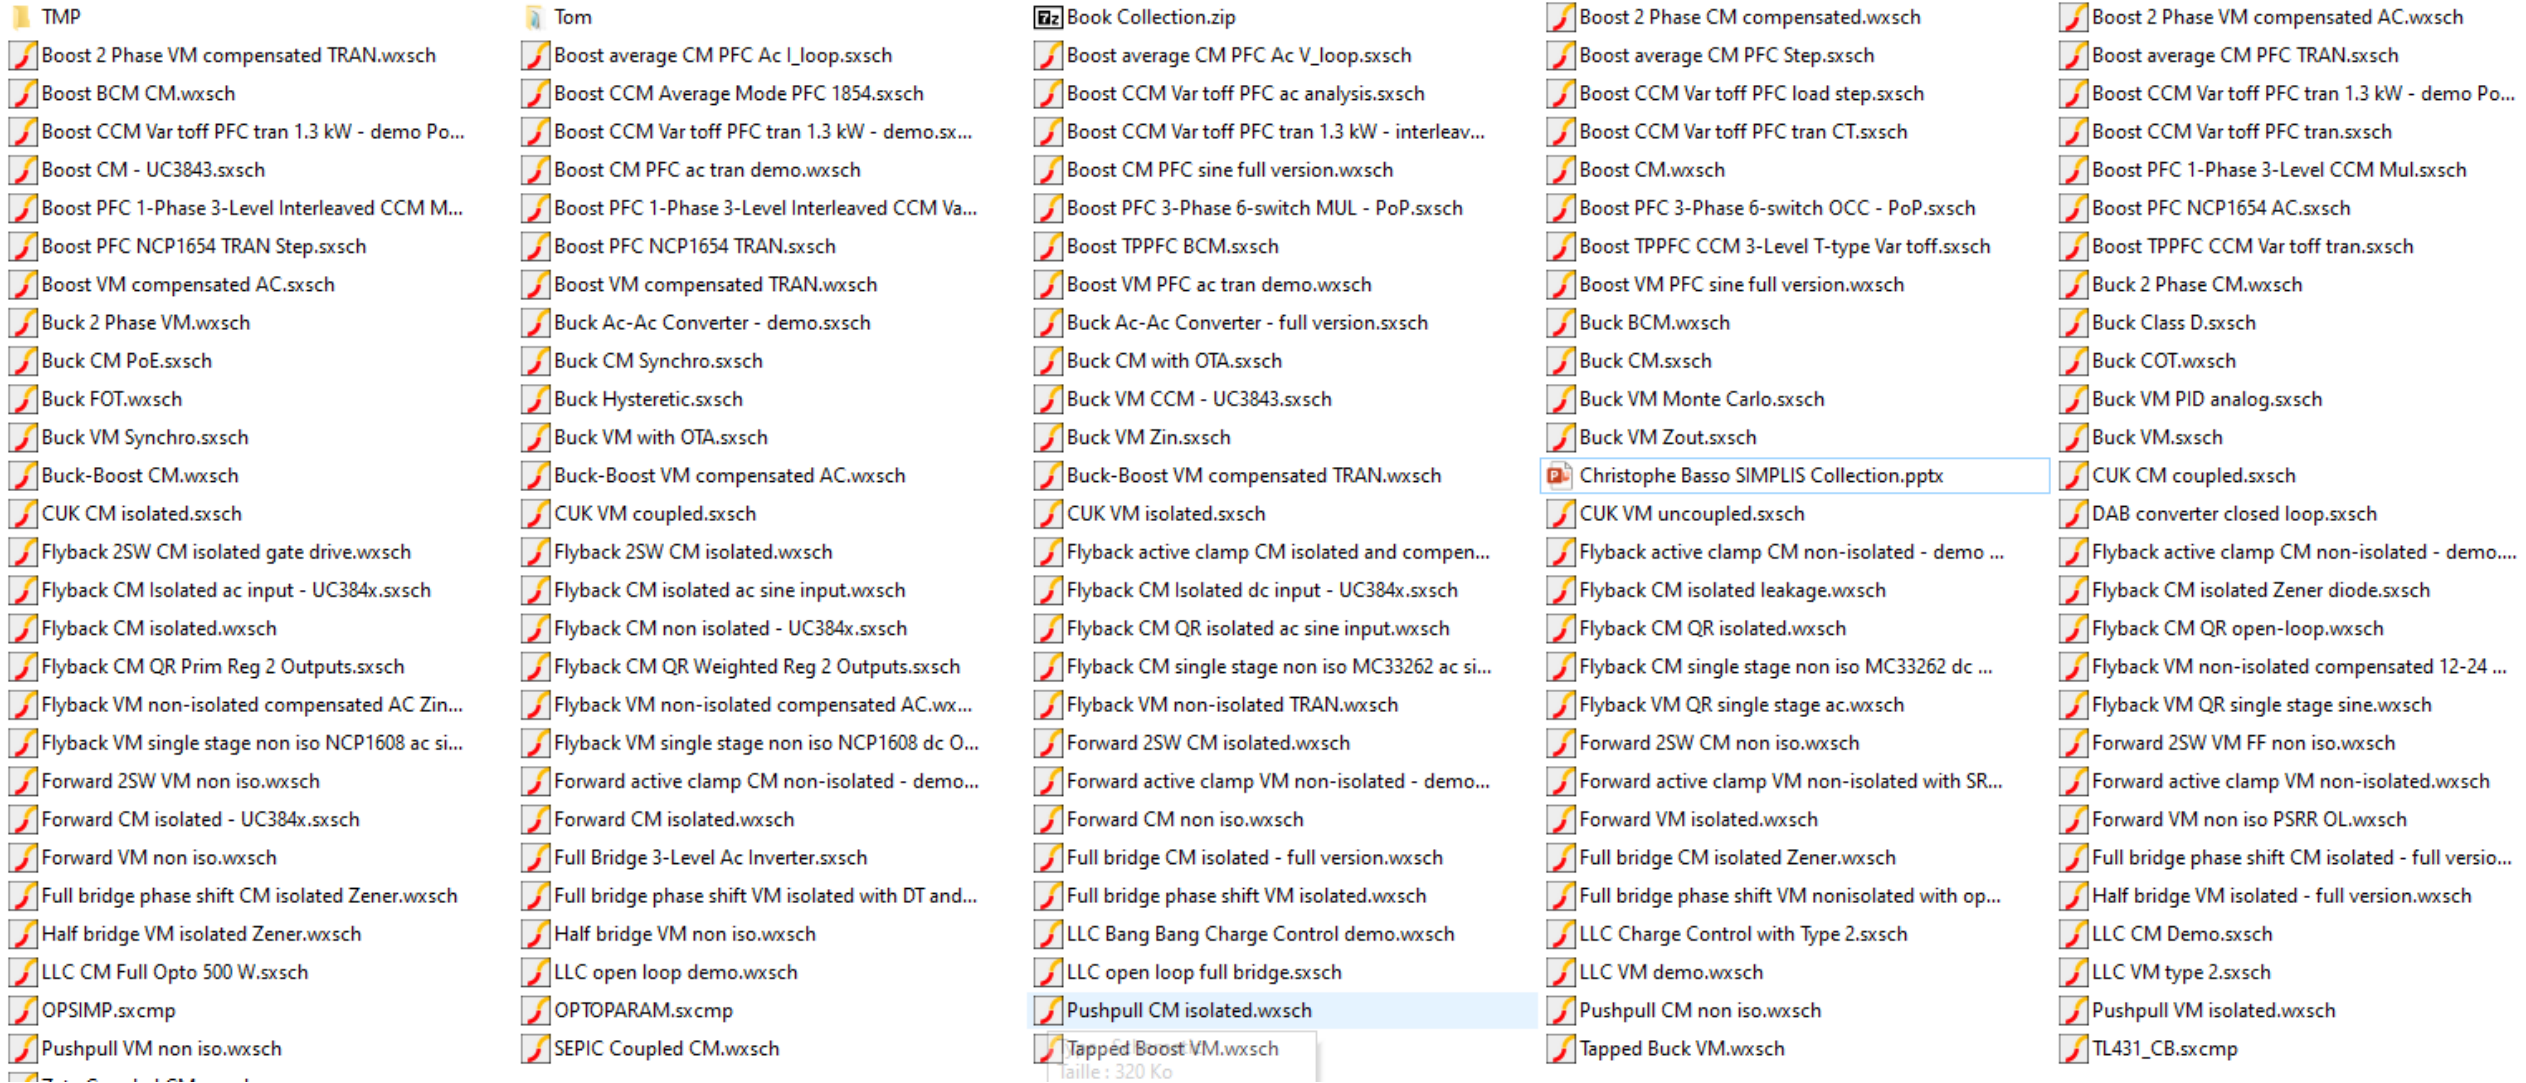 TMP
Tom
Book Collection.zip
Boost 2 Phase CM compensated.wxsch
Boost 2 Phase VM compensated AC.wxsch
Boost 2 Phase VM compensated TRAN.wxsch
Boost average CM PFC Ac I_loop.sxsch
Boost average CM PFC Ac V_loop.sxsch
Boost average CM PFC Step.sxsch
Boost average CM PFC TRAN.sxsch
Boost BCM CM.wxsch
Boost CCM Average Mode PFC 1854.sxsch
Boost CCM Var toff PFC ac analysis.sxsch
Boost CCM Var toff PFC load step.sxsch
Boost CCM Var toff PFC tran 1.3 kW - demo Po...
Boost CCM Var toff PFC tran 1.3 kW - demo Po...
Boost CCM Var toff PFC tran 1.3 kW - demo.sx...
Boost CCM Var toff PFC tran 1.3 kW - interleav...
Boost CCM Var toff PFC tran CT.sxsch
Boost CCM Var toff PFC tran.sxsch
Boost CM - UC3843.sxsch
Boost CM PFC ac tran demo.wxsch
Boost CM PFC sine full version.wxsch
Boost CM.wxsch
Boost PFC 1-Phase 3-Level CCM Mul.sxsch
Boost PFC 1-Phase 3-Level Interleaved CCM M...
Boost PFC 1-Phase 3-Level Interleaved CCM Va...
Boost PFC 3-Phase 6-switch MUL - PoP.sxsch
Boost PFC 3-Phase 6-switch OCC - PoP.sxsch
Boost PFC NCP1654 AC.sxsch
Boost PFC NCP1654 TRAN Step.sxsch
Boost PFC NCP1654 TRAN.sxsch
Boost TPPFC BCM.sxsch
Boost TPPFC CCM 3-Level T-type Var toff.sxsch
Boost TPPFC CCM Var toff tran.sxsch
Boost VM compensated AC.sxsch
Boost VM compensated TRAN.wxsch
Boost VM PFC ac tran demo.wxsch
Boost VM PFC sine full version.wxsch
Buck 2 Phase CM.wxsch
Buck 2 Phase VM.wxsch
Buck Ac-Ac Converter - demo.sxsch
Buck Ac-Ac Converter - full version.sxsch
Buck BCM.wxsch
Buck Class D.sxsch
Buck CM PoE.sxsch
Buck CM Synchro.sxsch
Buck CM with OTA.sxsch
Buck CM.sxsch
Buck COT.wxsch
Buck FOT.wxsch
Buck Hysteretic.sxsch
Buck VM CCM - UC3843.sxsch
Buck VM Monte Carlo.sxsch
Buck VM PID analog.sxsch
Buck VM Synchro.sxsch
Buck VM with OTA.sxsch
Buck VM Zin.sxsch
Buck VM Zout.sxsch
Buck VM.sxsch
Buck-Boost CM.wxsch
Buck-Boost VM compensated AC.wxsch
Buck-Boost VM compensated TRAN.wxsch
Christophe Basso SIMPLIS Collection.pptx
CUK CM coupled.sxsch
CUK CM isolated.sxsch
CUK VM coupled.sxsch
CUK VM isolated.sxsch
CUK VM uncoupled.sxsch
DAB converter closed loop.sxsch
Flyback 2SW CM isolated gate drive.wxsch
Flyback 2SW CM isolated.wxsch
Flyback active clamp CM isolated and compen...
Flyback active clamp CM non-isolated - demo ...
Flyback active clamp CM non-isolated - demo....
Flyback CM Isolated ac input - UC384x.sxsch
Flyback CM isolated ac sine input.wxsch
Flyback CM Isolated dc input - UC384x.sxsch
Flyback CM isolated leakage.wxsch
Flyback CM isolated Zener diode.sxsch
Flyback CM isolated.wxsch
Flyback CM non isolated - UC384x.sxsch
Flyback CM QR isolated ac sine input.wxsch
Flyback CM QR isolated.wxsch
Flyback CM QR open-loop.wxsch
Flyback CM QR Prim Reg 2 Outputs.sxsch
Flyback CM QR Weighted Reg 2 Outputs.sxsch
Flyback CM single stage non iso MC33262 ac si...
Flyback CM single stage non iso MC33262 dc ...
Flyback VM non-isolated compensated 12-24 ...
Flyback VM non-isolated compensated AC Zin...
Flyback VM non-isolated compensated AC.wx...
Flyback VM non-isolated TRAN.wxsch
Flyback VM QR single stage ac.wxsch
Flyback VM QR single stage sine.wxsch
Flyback VM single stage non iso NCP1608 ac si...
Flyback VM single stage non iso NCP1608 dc O...
Forward 2SW CM isolated.wxsch
Forward 2SW CM non iso.wxsch
Forward 2SW VM FF non iso.wxsch
Forward 2SW VM non iso.wxsch
Forward active clamp CM non-isolated - demo...
Forward active clamp VM non-isolated - demo...
Forward active clamp VM non-isolated with SR...
Forward active clamp VM non-isolated.wxsch
Forward CM isolated - UC384x.sxsch
Forward CM isolated.wxsch
Forward CM non iso.wxsch
Forward VM isolated.wxsch
Forward VM non iso PSRR OL.wxsch
Forward VM non iso.wxsch
Full Bridge 3-Level Ac Inverter.sxsch
Full bridge CM isolated - full version.wxsch
Full bridge CM isolated Zener.wxsch
Full bridge phase shift CM isolated - full versio...
Full bridge phase shift CM isolated Zener.wxsch
Full bridge phase shift VM isolated with DT and...
Full bridge phase shift VM isolated.wxsch
Full bridge phase shift VM nonisolated with op...
Half bridge VM isolated - full version.wxsch
Half bridge VM isolated Zener.wxsch
Half bridge VM non iso.wxsch
LLC Bang Bang Charge Control demo.wxsch
LLC Charge Control with Type 2.sxsch
LLC CM Demo.sxsch
LLC CM Full Opto 500 W.sxsch
LLC open loop demo.wxsch
LLC open loop full bridge.sxsch
LLC VM demo.wxsch
LLC VM type 2.sxsch
OPSIMP.sxcmp
OPTOPARAM.sxcmp
Pushpull CM isolated.wxsch
Pushpull CM non iso.wxsch
Pushpull VM isolated.wxsch
Pushpull VM non iso.wxsch
SEPIC Coupled CM.wxsch
Tapped Boost VM.wxsch
Tapped Buck VM.wxsch
TL431_CB.sxcmp
Taille : 320 Ko